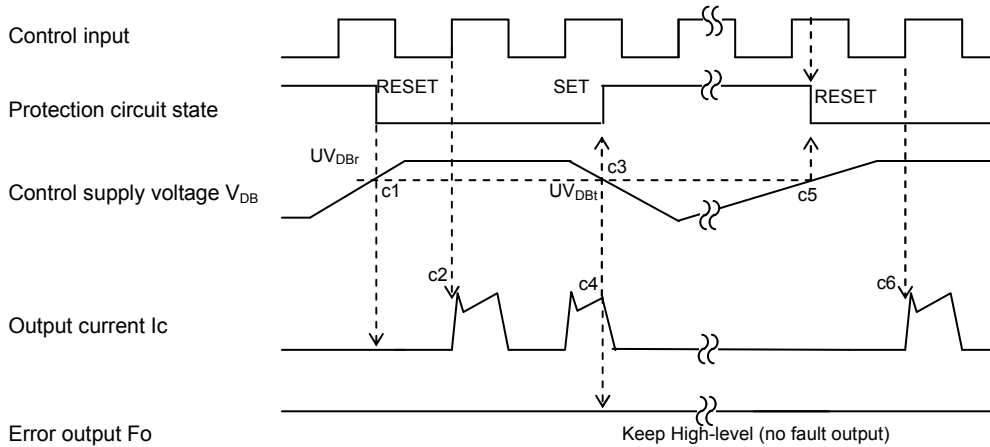 Control input
RESET
SET
Protection circuit state
RESET
UVDBr
c3
Control supply voltage VDB
c1
UVDBt
c5
c2
c4
c6
Output current Ic
Error output Fo
Keep High-level (no fault output)